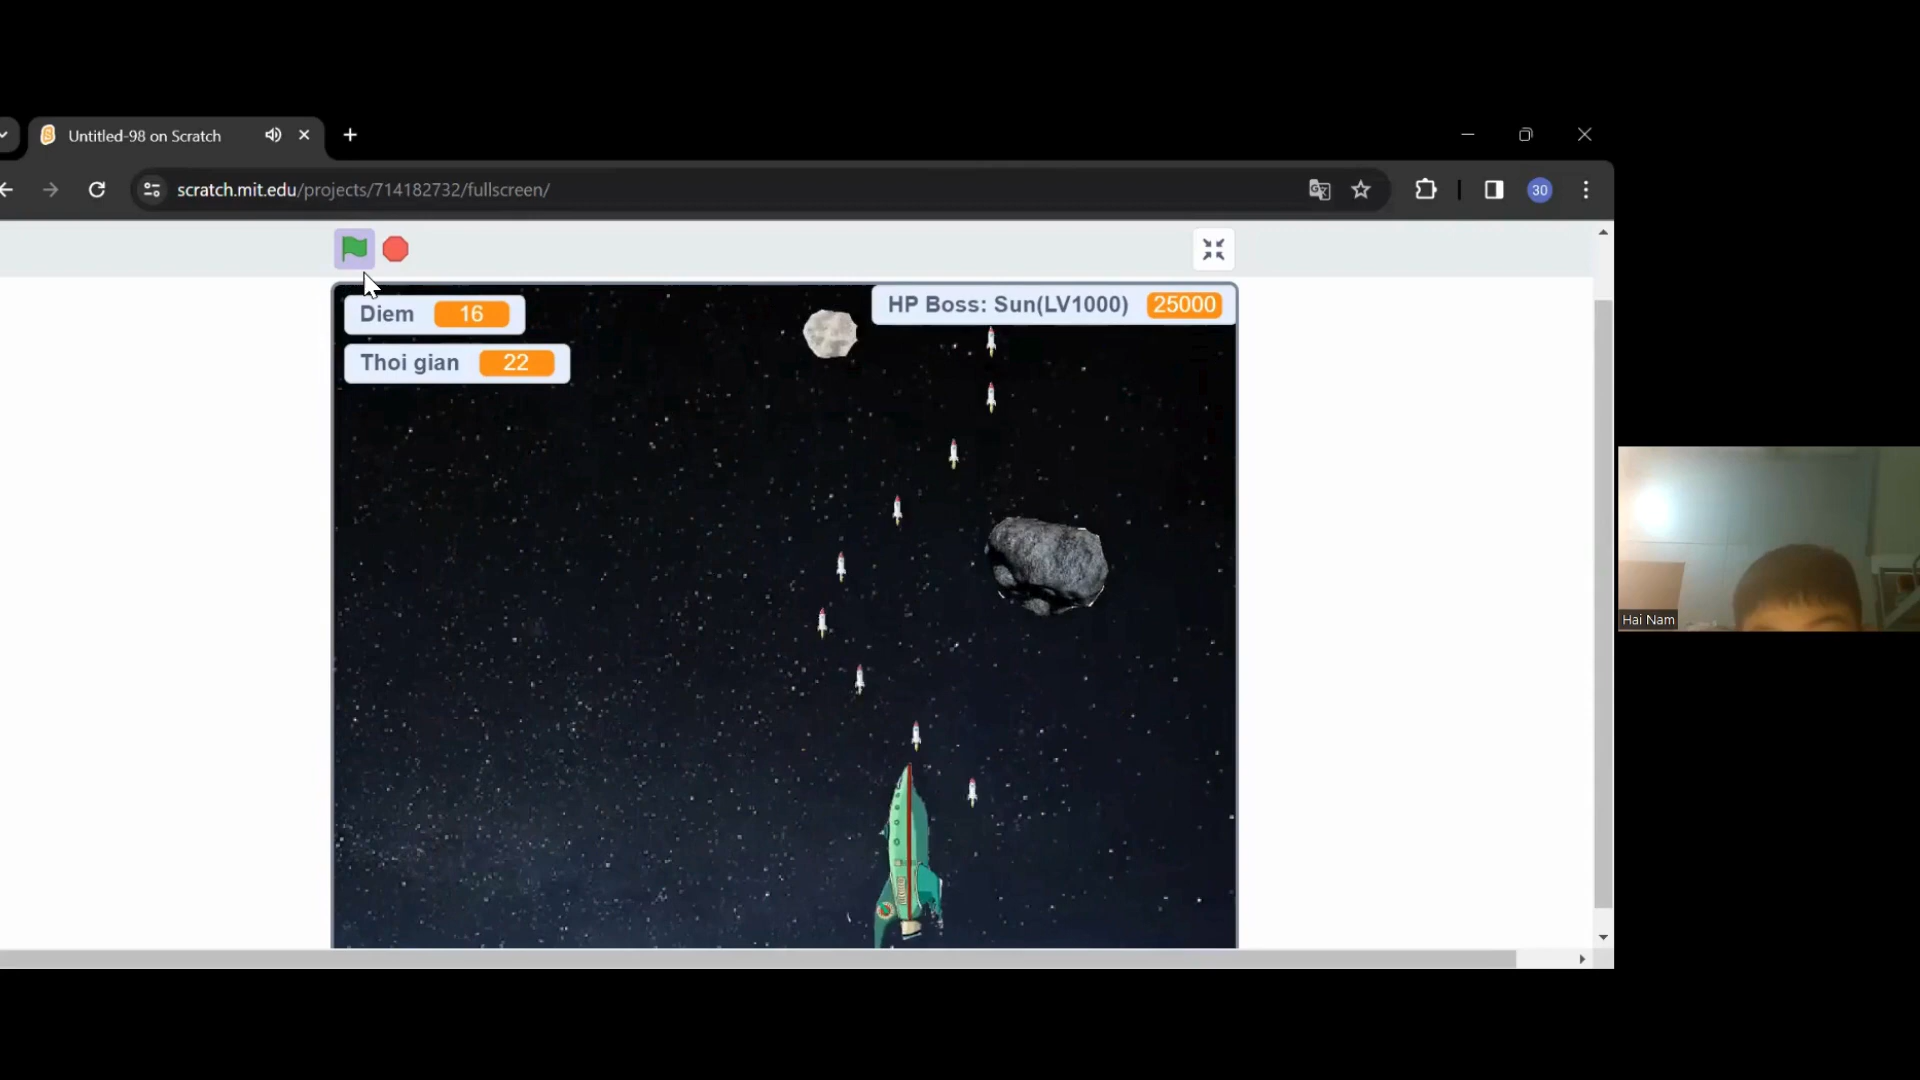 Untitled-98 on Scratch
scratch.mit.edu/projects/714182732/fullscreen/
30
Diem 16
HP Boss: Sun(LV1000) 25000
Thoi gian 22
Hai Nam